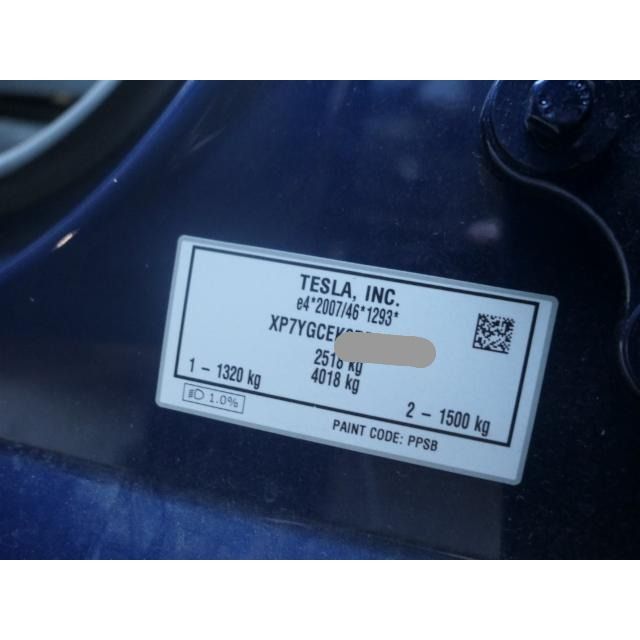 TESLA, INC.
e4*2007/46*1293*
XP7YGCEK
2518 kg
1 – 1320 kg
4018 kg
2 – 1500 kg
1.0%
PAINT CODE: PPSB